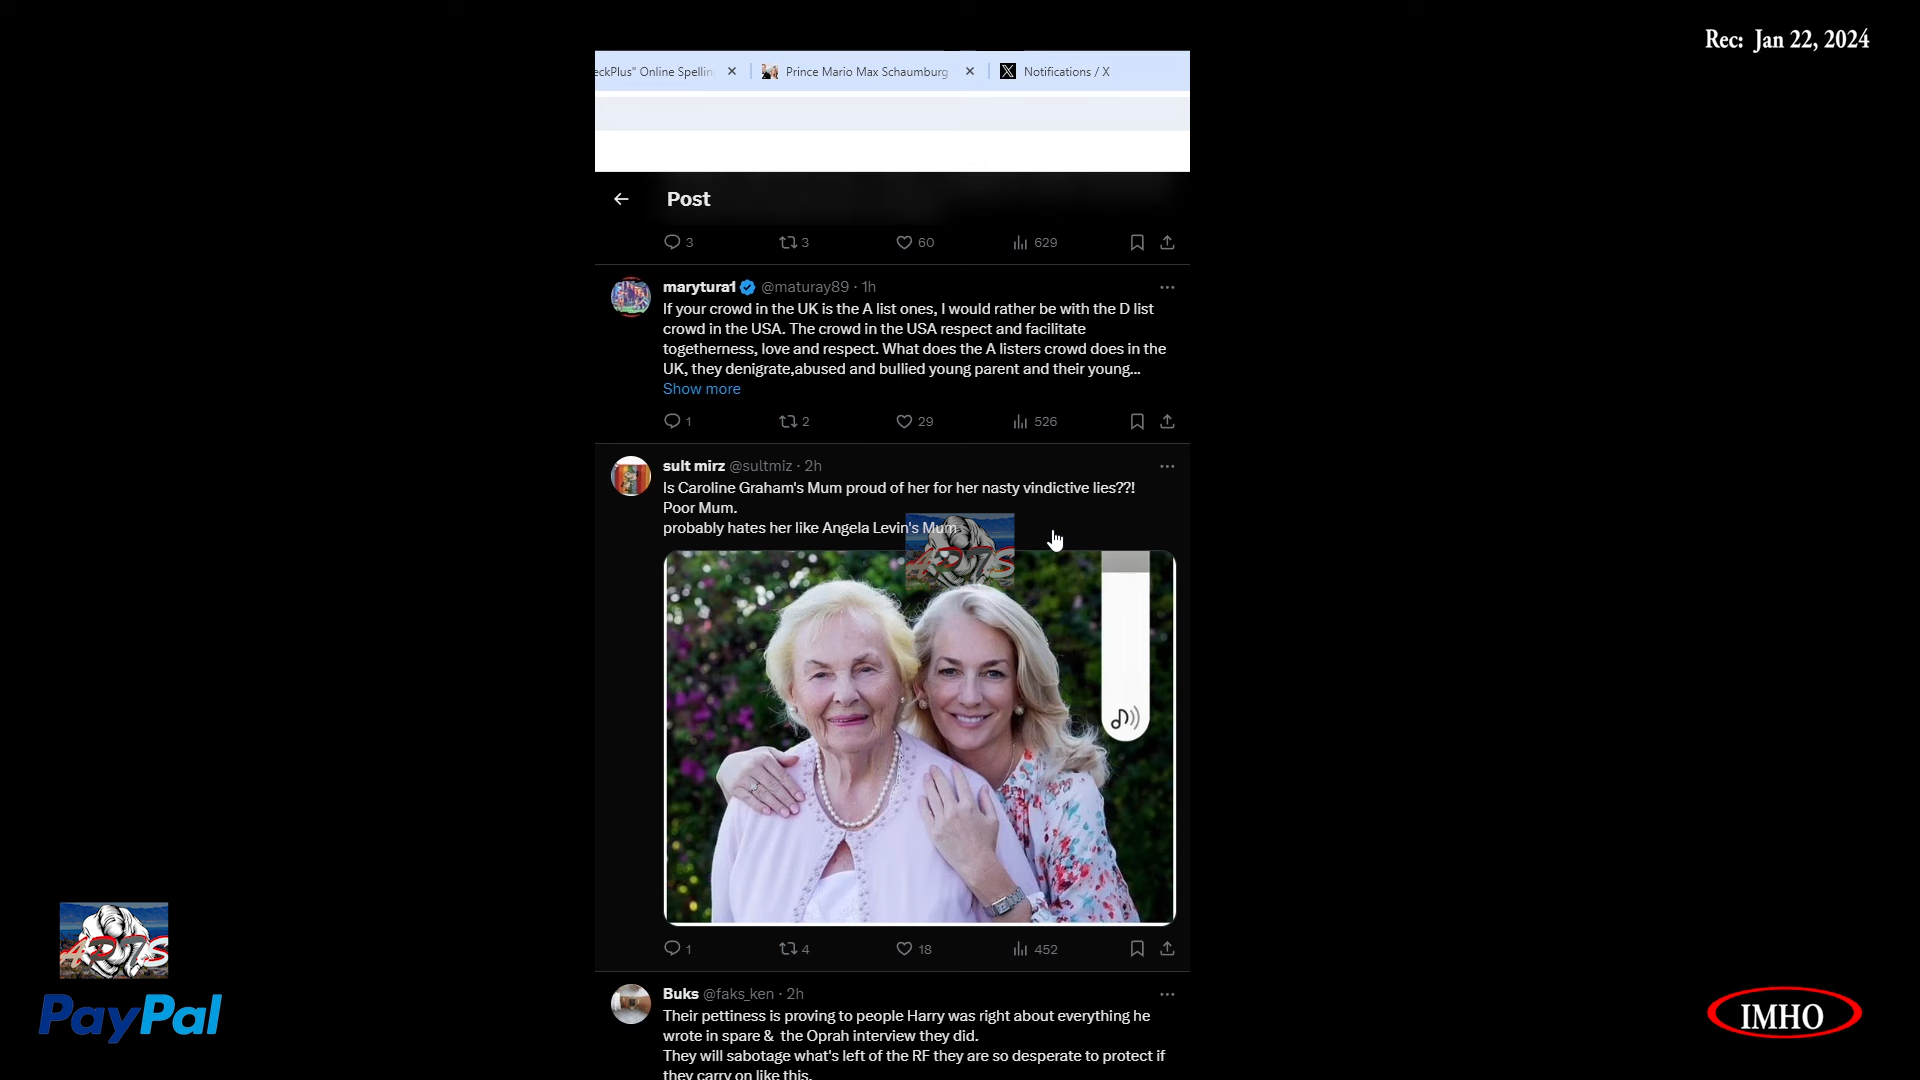 Rec: Jan 22, 2024
eckPlus" Online Spellin
Prince Mario Max Schaumburg
Notifications / X
Post
3 3 60 629
marytura1 @maturay89 · 1h
If your crowd in the UK is the A list ones, I would rather be with the D list
crowd in the USA. The crowd in the USA respect and facilitate
togetherness, love and respect. What does the A listers crowd does in the
UK, they denigrate,abused and bullied young parent and their young...
Show more
1 2 29 526
sult mirz @sultmiz · 2h
Is Caroline Graham's Mum proud of her for her nasty vindictive lies??!
Poor Mum.
probably hates her like Angela Levin's Mum
1 4 18 452
Buks @faks_ken · 2h
Their pettiness is proving to people Harry was right about everything he
wrote in spare & the Oprah interview they did.
They will sabotage what's left of the RF they are so desperate to protect if
they carry on like this.
PayPal
IMHO